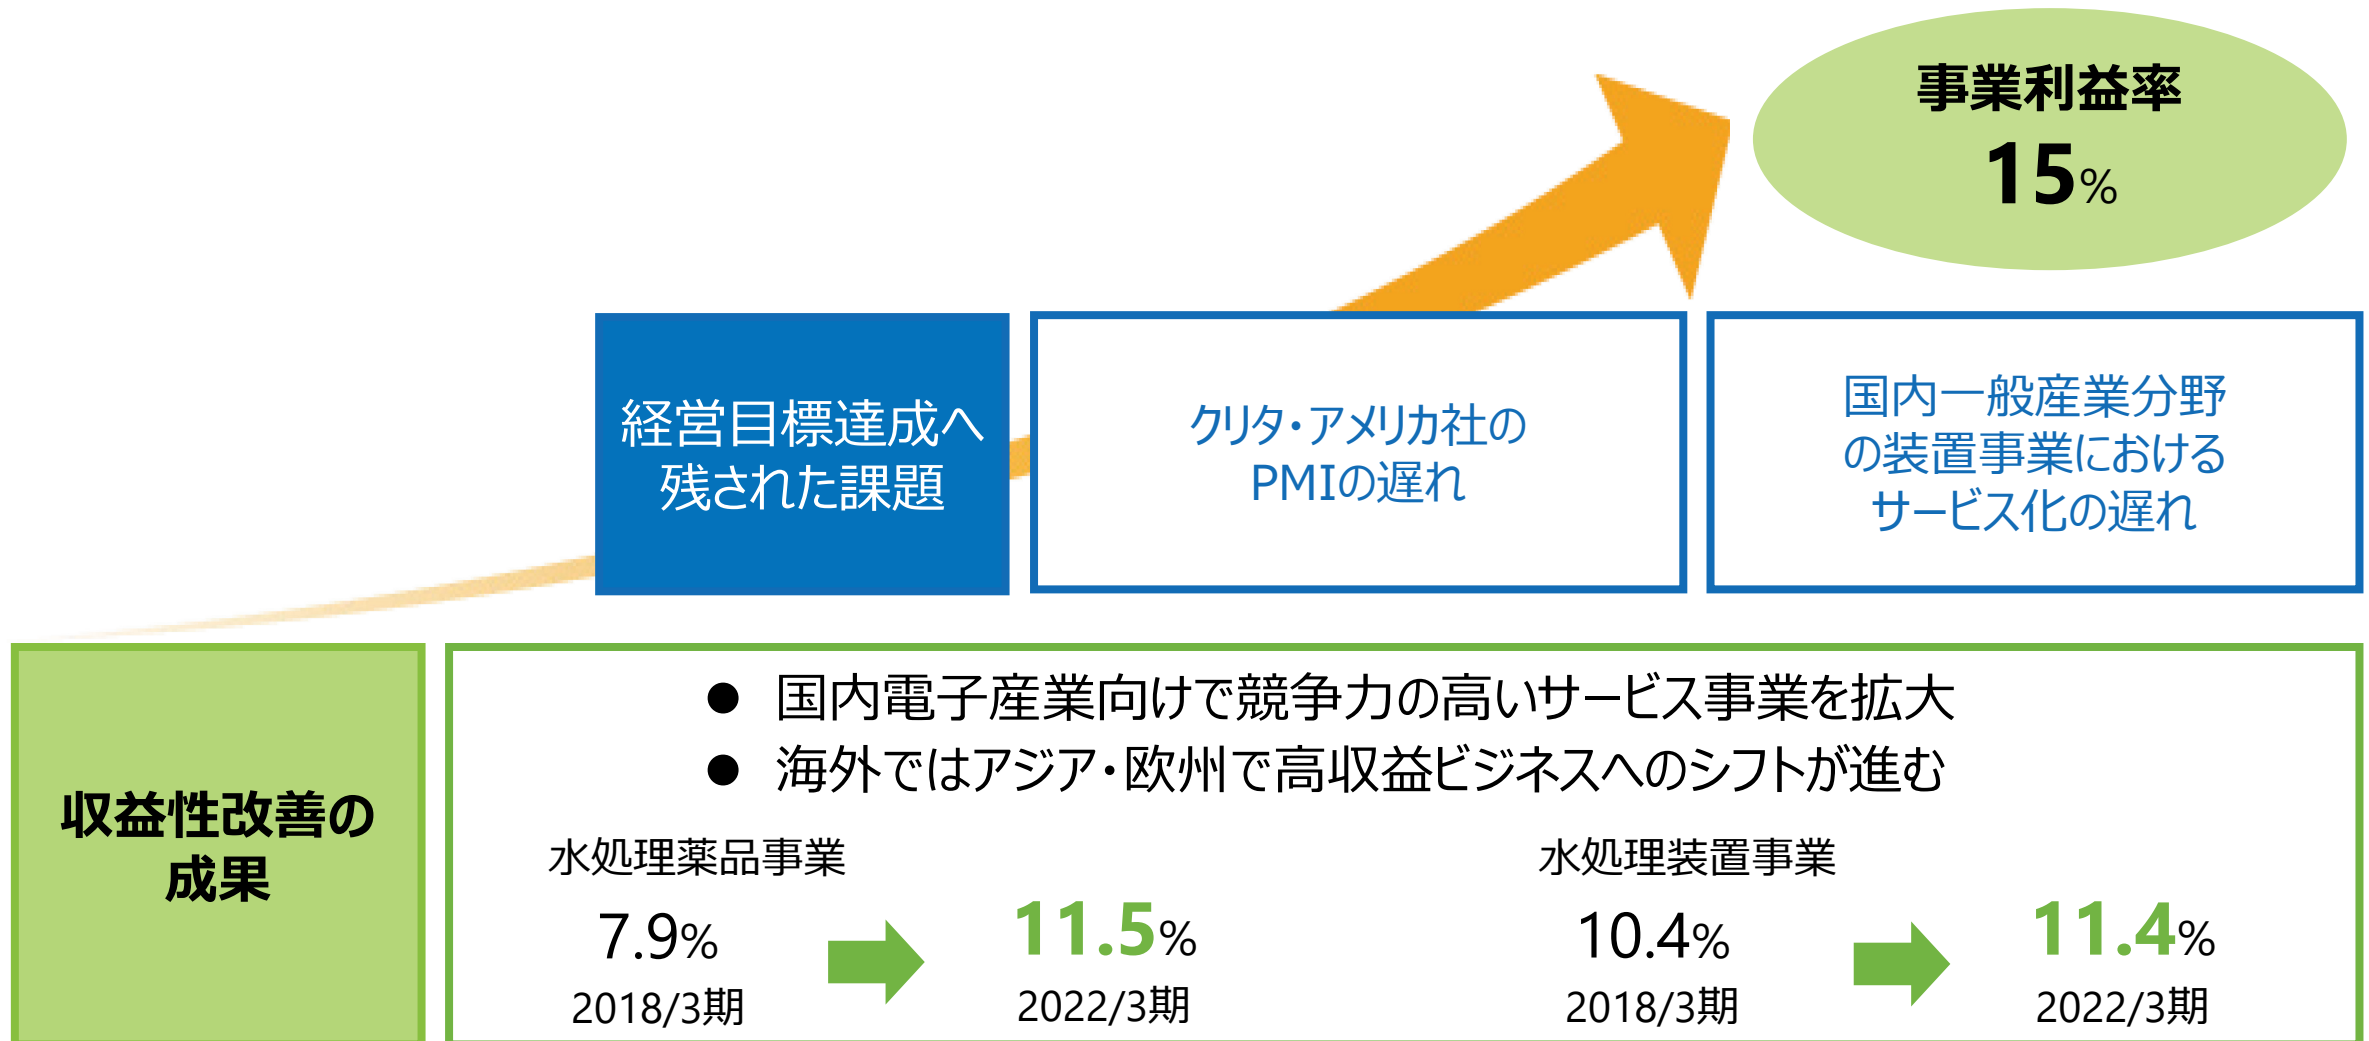 事業利益率
15%
経営目標達成へ
残された課題
クリタ・アメリカ社の
PMIの遅れ
国内一般産業分野
の装置事業における
サービス化の遅れ
収益性改善の
成果
● 国内電子産業向けで競争力の高いサービス事業を拡大
● 海外ではアジア・欧州で高収益ビジネスへのシフトが進む
水処理薬品事業
7.9%
2018/3期
11.5%
2022/3期
水処理装置事業
10.4%
2018/3期
11.4%
2022/3期